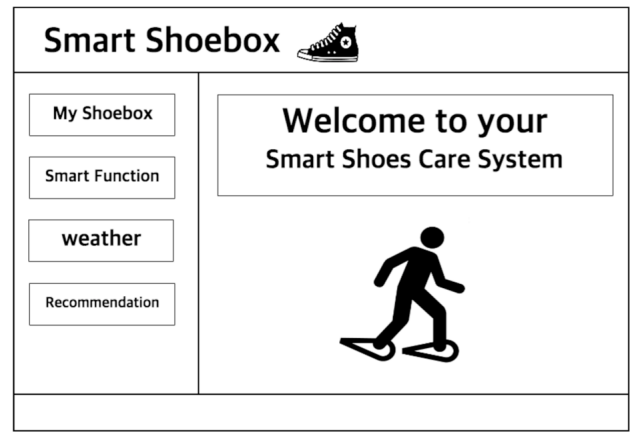 Smart Shoebox
My Shoebox
Smart Function
weather
Recommendation
Welcome to your
Smart Shoes Care System